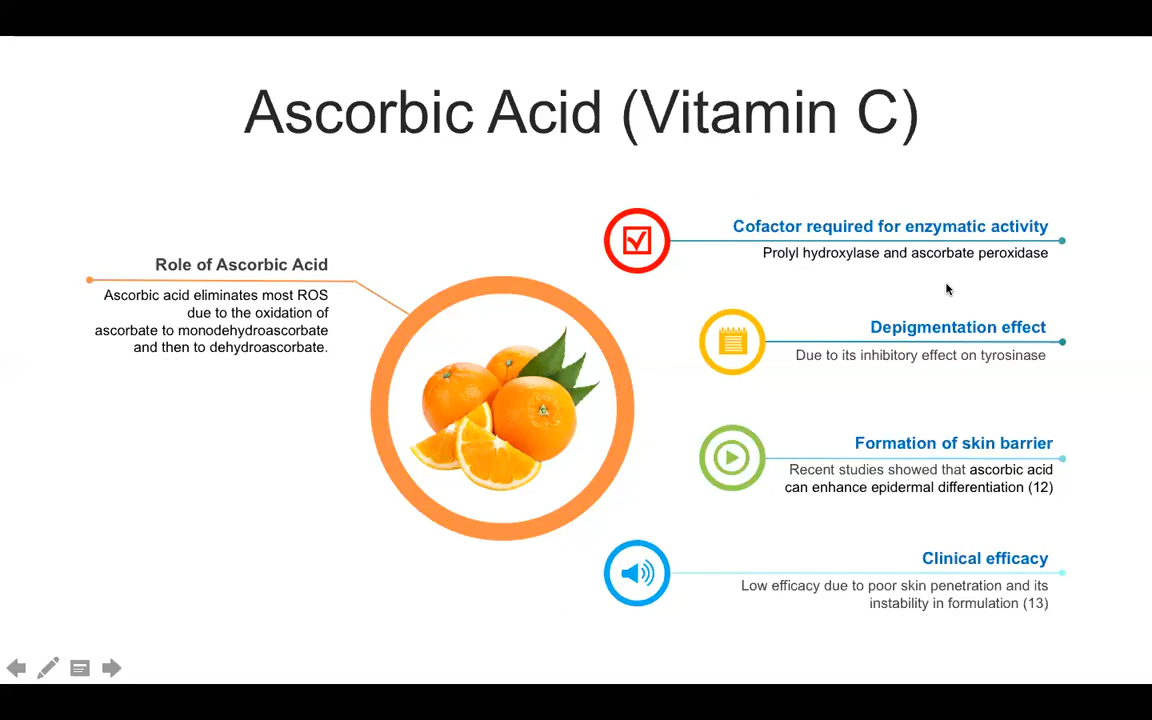 Ascorbic Acid (Vitamin C)
Role of Ascorbic Acid
Ascorbic acid eliminates most ROS
due to the oxidation of
ascorbate to monodehydroascorbate
and then to dehydroascorbate.
Cofactor required for enzymatic activity
Prolyl hydroxylase and ascorbate peroxidase
Depigmentation effect
Due to its inhibitory effect on tyrosinase
Formation of skin barrier
Recent studies showed that ascorbic acid
can enhance epidermal differentiation (12)
Clinical efficacy
Low efficacy due to poor skin penetration and its
instability in formulation (13)